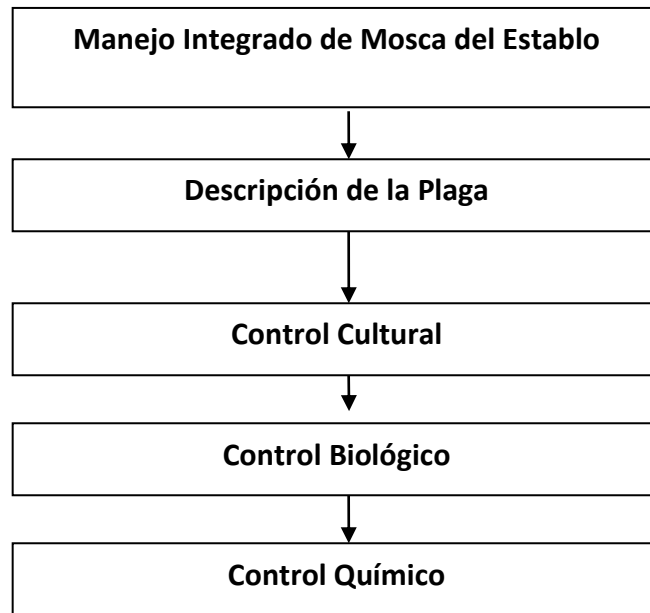 Manejo Integrado de Mosca del Establo
Descripción de la Plaga
Control Cultural
Control Biológico
Control Químico